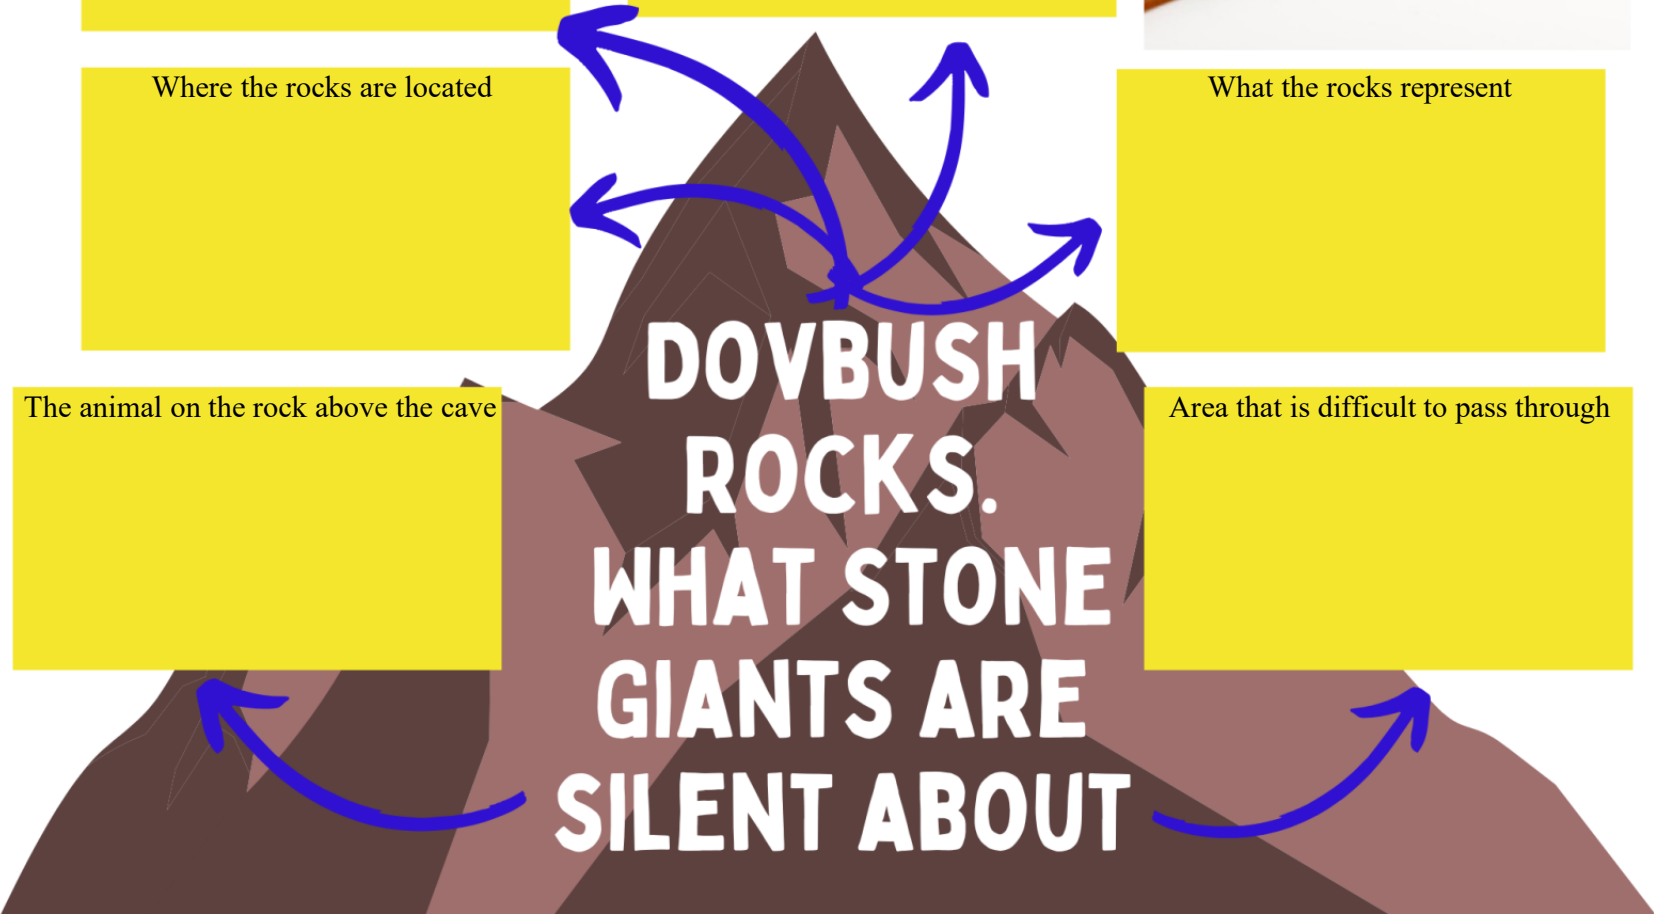 Where the rocks are located
What the rocks represent
The animal on the rock above the cave
Area that is difficult to pass through
DOVBUSH
ROCKS.
WHAT STONE
GIANTS ARE
SILENT ABOUT